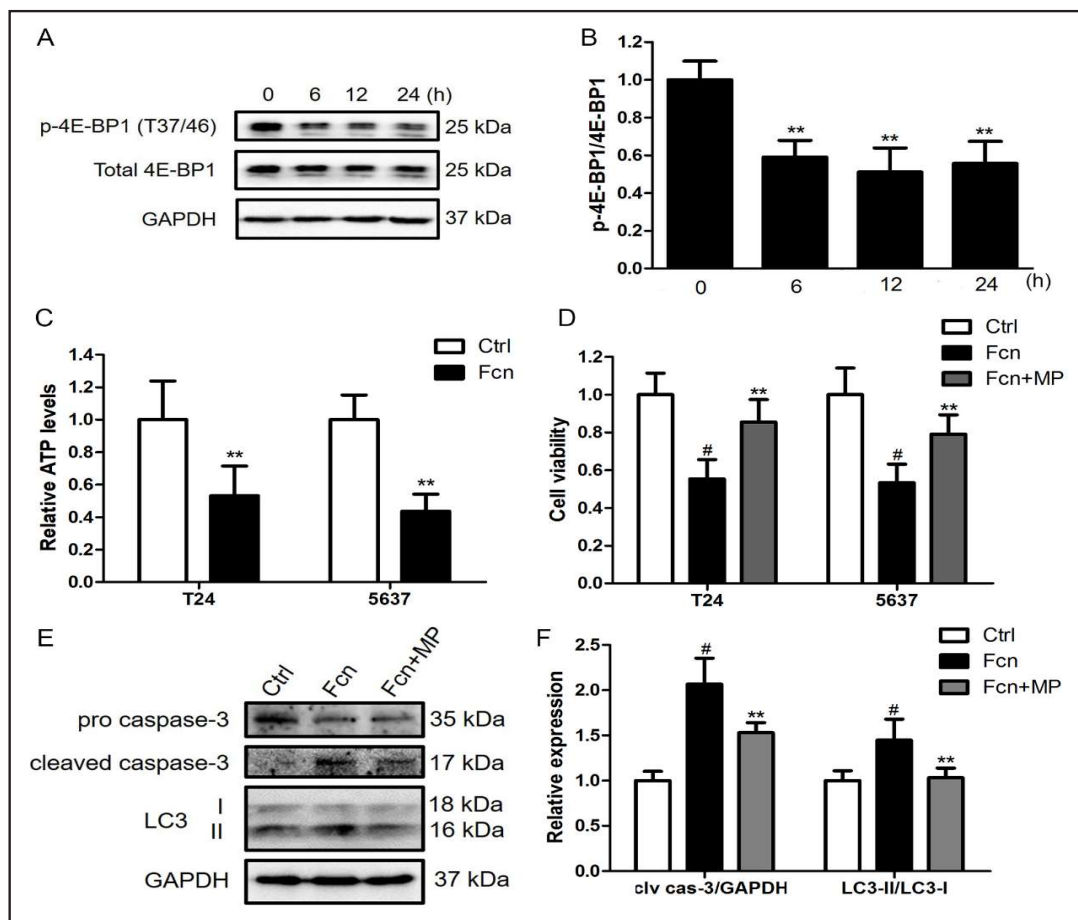 A
0 6 12 24 (h)
p-4E-BP1 (T37/46) 25 kDa
Total 4E-BP1 25 kDa
GAPDH 37 kDa
B
p-4E-BP1/4E-BP1
1.2
1.0
0.8
0.6
0.4
0.2
0.0
** ** **
0 6 12 24 (h)
C
Ctrl
Fcn
Relative ATP levels
1.4
1.2
1.0
0.8
0.6
0.4
0.2
0.0
** **
T24 5637
D
Ctrl
Fcn
Fcn+MP
Cell viability
1.2
1.0
0.8
0.6
0.4
0.2
0.0
# ** # **
T24 5637
E
Ctrl Fcn Fcn+MP
pro caspase-3 35 kDa
cleaved caspase-3 17 kDa
LC3 I 18 kDa
II 16 kDa
GAPDH 37 kDa
F
Ctrl
Fcn
Fcn+MP
Relative expression
2.5
2.0
1.5
1.0
0.5
0.0
# ** # **
clv cas-3/GAPDH LC3-II/LC3-I